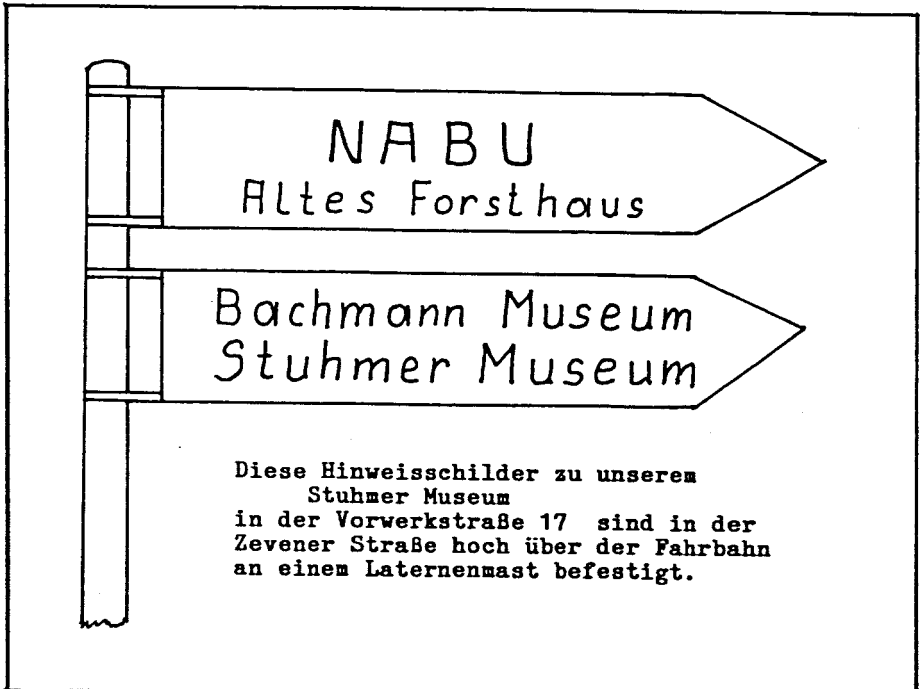 NABU
Altes Forsthaus
Bachmann Museum
Stuhmer Museum
Diese Hinweisschilder zu unserem
Stuhmer Museum
in der Vorwerkstraße 17 sind in der
Zevener Straße hoch über der Fahrbahn
an einem Laternenmast befestigt.